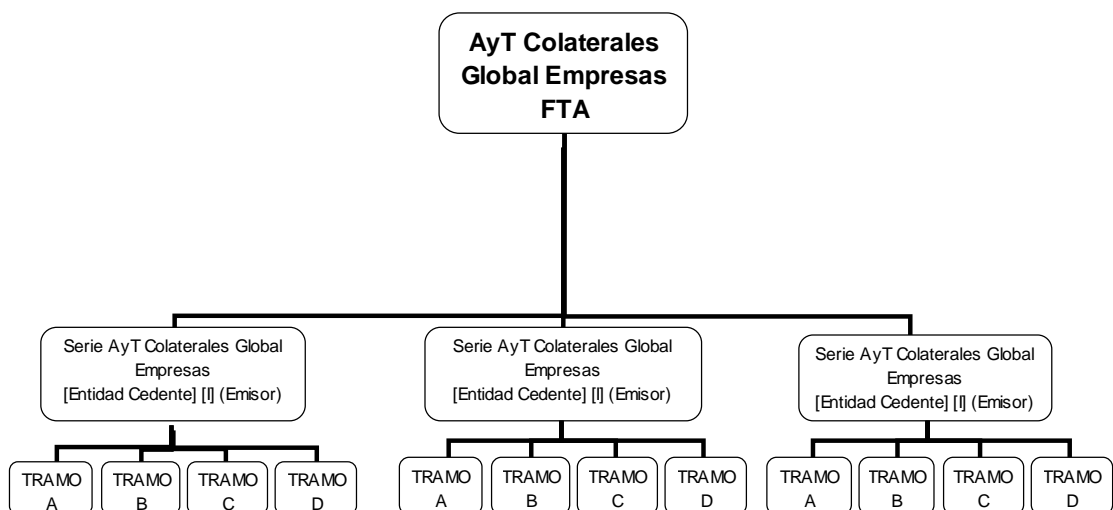 AyT Colaterales
Global Empresas
FTA
Serie AyT Colaterales Global
Empresas
[Entidad Cedente] [I] (Emisor)
Serie AyT Colaterales Global
Empresas
[Entidad Cedente] [I] (Emisor)
Serie AyT Colaterales Global
Empresas
[Entidad Cedente] [I] (Emisor)
TRAMO
A
TRAMO
B
TRAMO
C
TRAMO
D
TRAMO
A
TRAMO
B
TRAMO
C
TRAMO
D
TRAMO
A
TRAMO
B
TRAMO
C
TRAMO
D